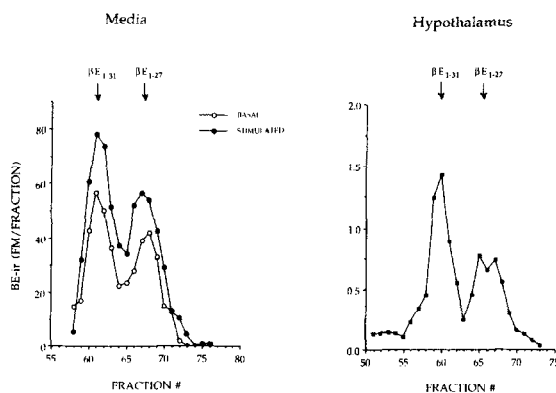 Media
Hypothalamus
βE1-31
βE1-27
βE1-31
βE1-27
BASAL
STIMULATED
BE-ir (FM/FRACTION)
80
60
40
20
0
55
60
65
70
75
80
FRACTION #
2.0
1.5
1.0
0.5
0.0
50
55
60
65
70
75
FRACTION #